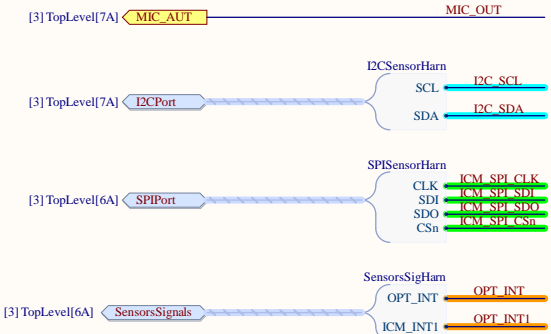 MIC_OUT
[3] TopLevel[7A] MIC_AUT
I2CSensorHarn
SCL I2C_SCL
[3] TopLevel[7A] I2CPort
SDA I2C_SDA
SPISensorHarn
CLK ICM_SPI_CLK
[3] TopLevel[6A] SPIPort SDI ICM_SPI_SDI
SDO ICM_SPI_SDO
CSn ICM_SPI_CSn
SensorsSigHarn
OPT_INT OPT_INT
[3] TopLevel[6A] SensorsSignals
ICM_INT1 OPT_INT1